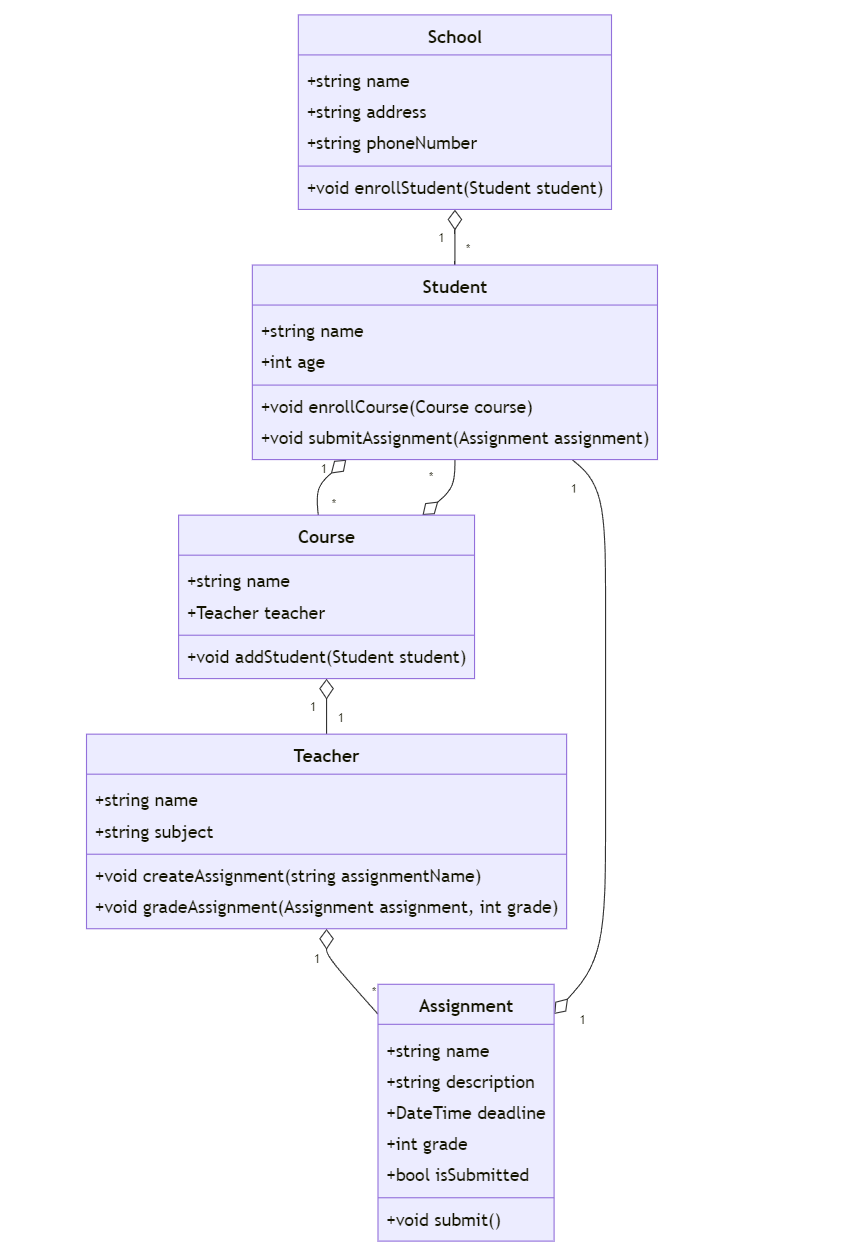 School
+string name
+string address
+string phoneNumber
+void enrollStudent(Student student)
1
*
Student
+string name
+int age
+void enrollCourse(Course course)
+void submitAssignment(Assignment assignment)
1
*
1
*
Course
+string name
+Teacher teacher
+void addStudent(Student student)
1
1
Teacher
+string name
+string subject
+void createAssignment(string assignmentName)
+void gradeAssignment(Assignment assignment, int grade)
1
*
1
Assignment
+string name
+string description
+DateTime deadline
+int grade
+bool isSubmitted
+void submit()